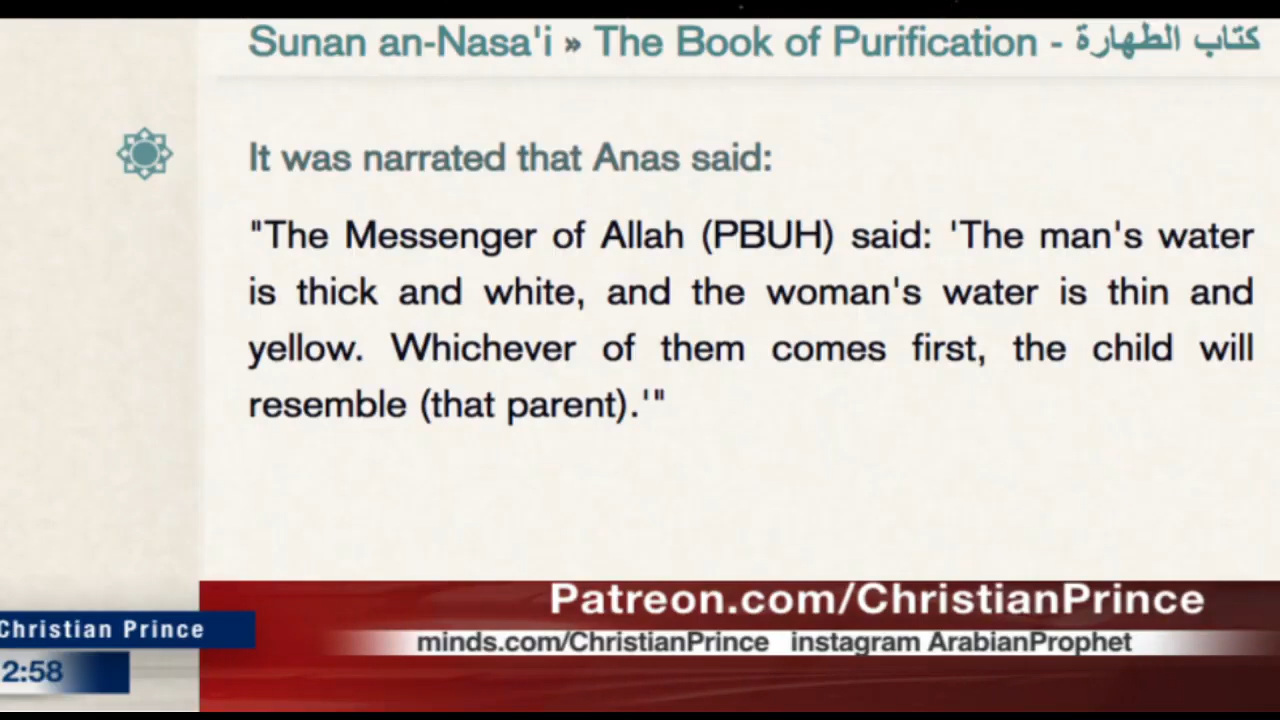 Sunan an-Nasa'i » The Book of Purification - كتاب الطهارة
It was narrated that Anas said:
"The Messenger of Allah (PBUH) said: 'The man's water
is thick and white, and the woman's water is thin and
yellow. Whichever of them comes first, the child will
resemble (that parent).'"
Patreon.com/ChristianPrince
Christian Prince
minds.com/ChristianPrince instagram ArabianProphet
2:58